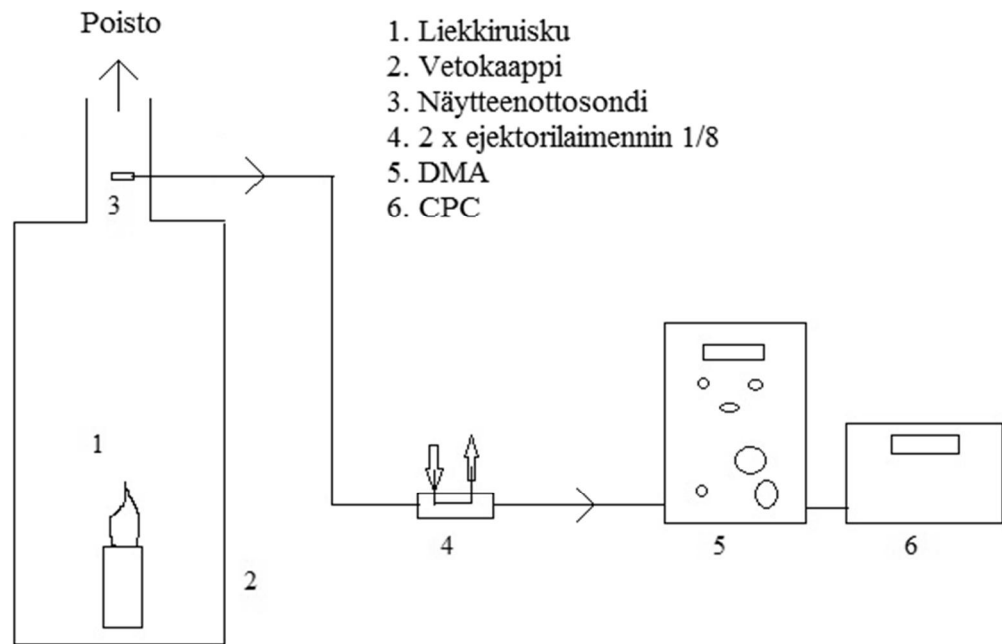 Poisto
1. Liekkiruisku
2. Vetokaappi
3. Näytteenottosondi
4. 2 x ejektorilaimennin 1/8
5. DMA
6. CPC
3
1
2
4
5
6